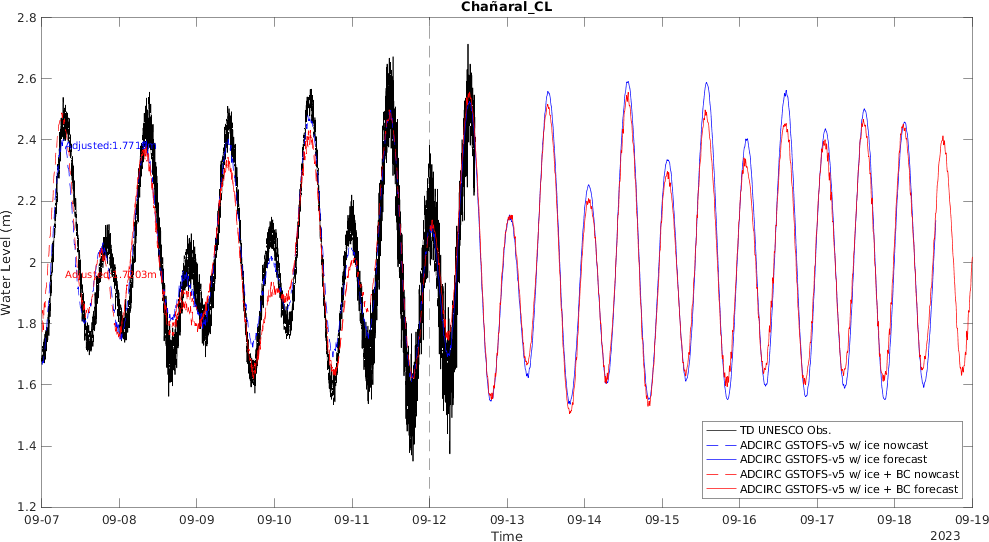 Chañaral_CL
2.8
2.6
2.4
2.2
2
1.8
1.6
1.4
1.2
Water Level (m)
Adjusted:1.771
09-07
09-08
09-09
09-10
09-11
09-12
09-13
09-14
09-15
09-16
09-17
09-18
09-19
Time
2023
TD UNESCO Obs.
ADCIRC GSTOFS-v5 w/ ice nowcast
ADCIRC GSTOFS-v5 w/ ice forecast
ADCIRC GSTOFS-v5 w/ ice + BC nowcast
ADCIRC GSTOFS-v5 w/ ice + BC forecast